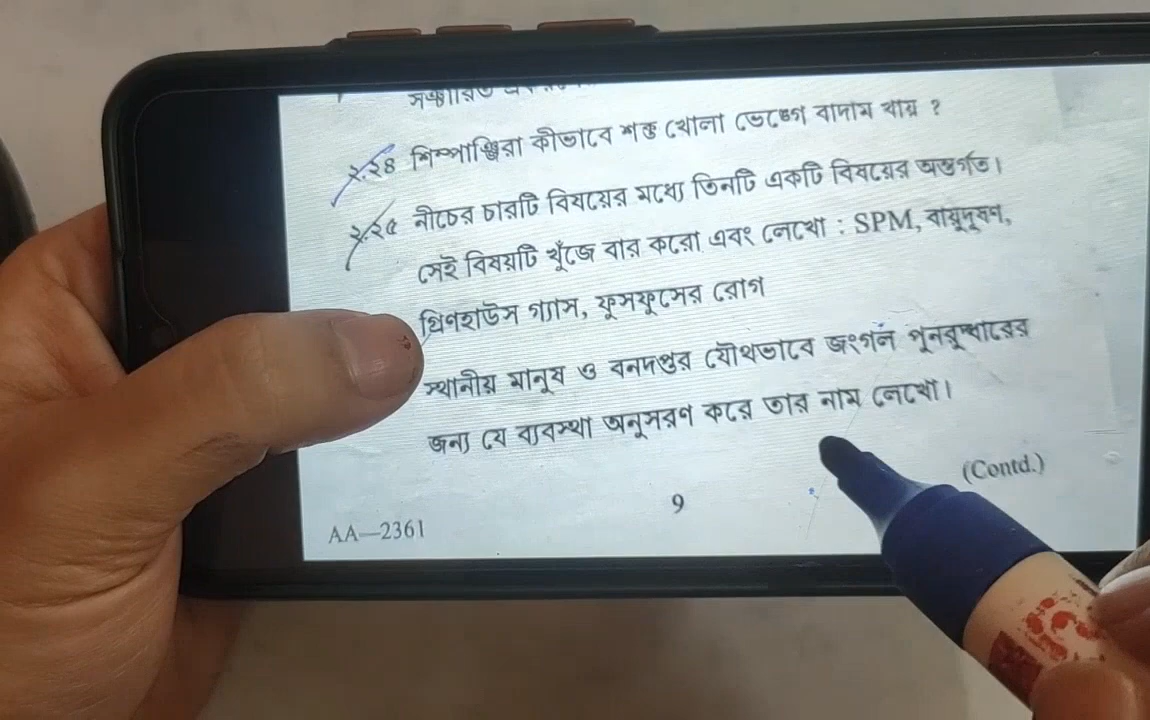 ২.২৪ শিম্পাঞ্জিরা কীভাবে শক্ত খোলা ভেঙ্গে বাদাম খায় ?
২.২৫ নীচের চারটি বিষয়ের মধ্যে তিনটি একটি বিষয়ের অন্তর্গত।
সেই বিষয়টি খুঁজে বার করো এবং লেখো : SPM, বায়ুদূষণ,
গ্রিণহাউস গ্যাস, ফুসফুসের রোগ
স্থানীয় মানুষ ও বনদপ্তর যৌথভাবে জংগল পুনরুদ্ধারের
জন্য যে ব্যবস্থা অনুসরণ করে তার নাম লেখো।
(Contd.)
9
AA—2361